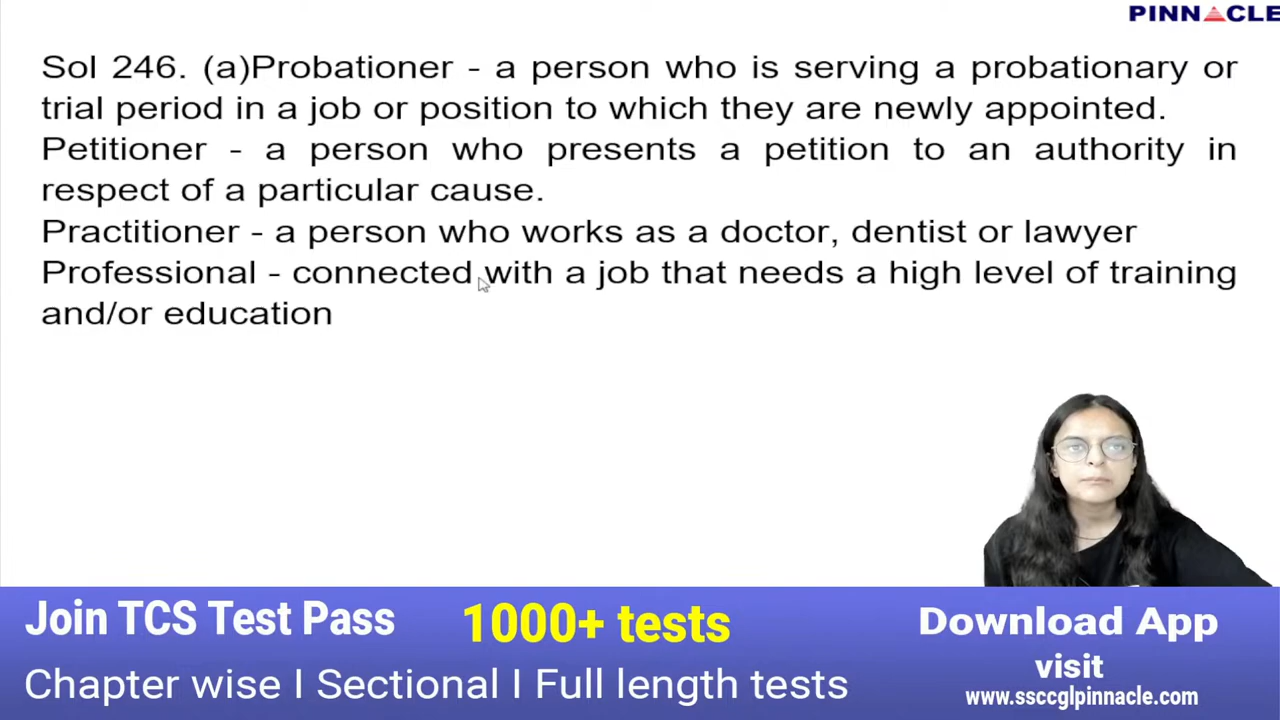 PINNACLE
Sol 246. (a)Probationer - a person who is serving a probationary or
trial period in a job or position to which they are newly appointed.
Petitioner - a person who presents a petition to an authority in
respect of a particular cause.
Practitioner - a person who works as a doctor, dentist or lawyer
Professional - connected with a job that needs a high level of training
and/or education
Join TCS Test Pass
1000+ tests
Chapter wise I Sectional I Full length tests
Download App
visit
www.ssccglpinnacle.com